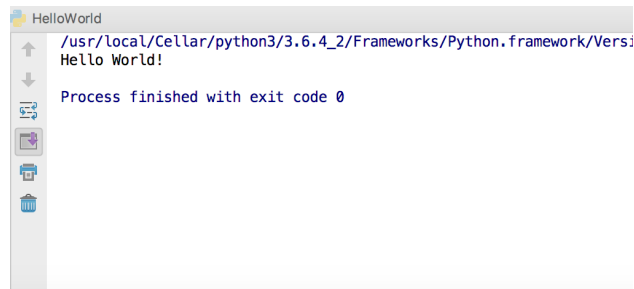 HelloWorld
/usr/local/Cellar/python3/3.6.4_2/Frameworks/Python.framework/Versi
Hello World!
Process finished with exit code 0